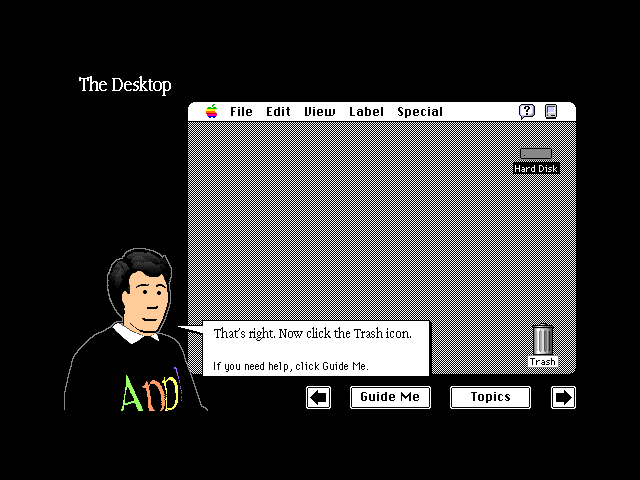 The Desktop
File Edit View Label Special
Hard Disk
That's right. Now click the Trash icon.
If you need help, click Guide Me.
Trash
Guide Me
Topics